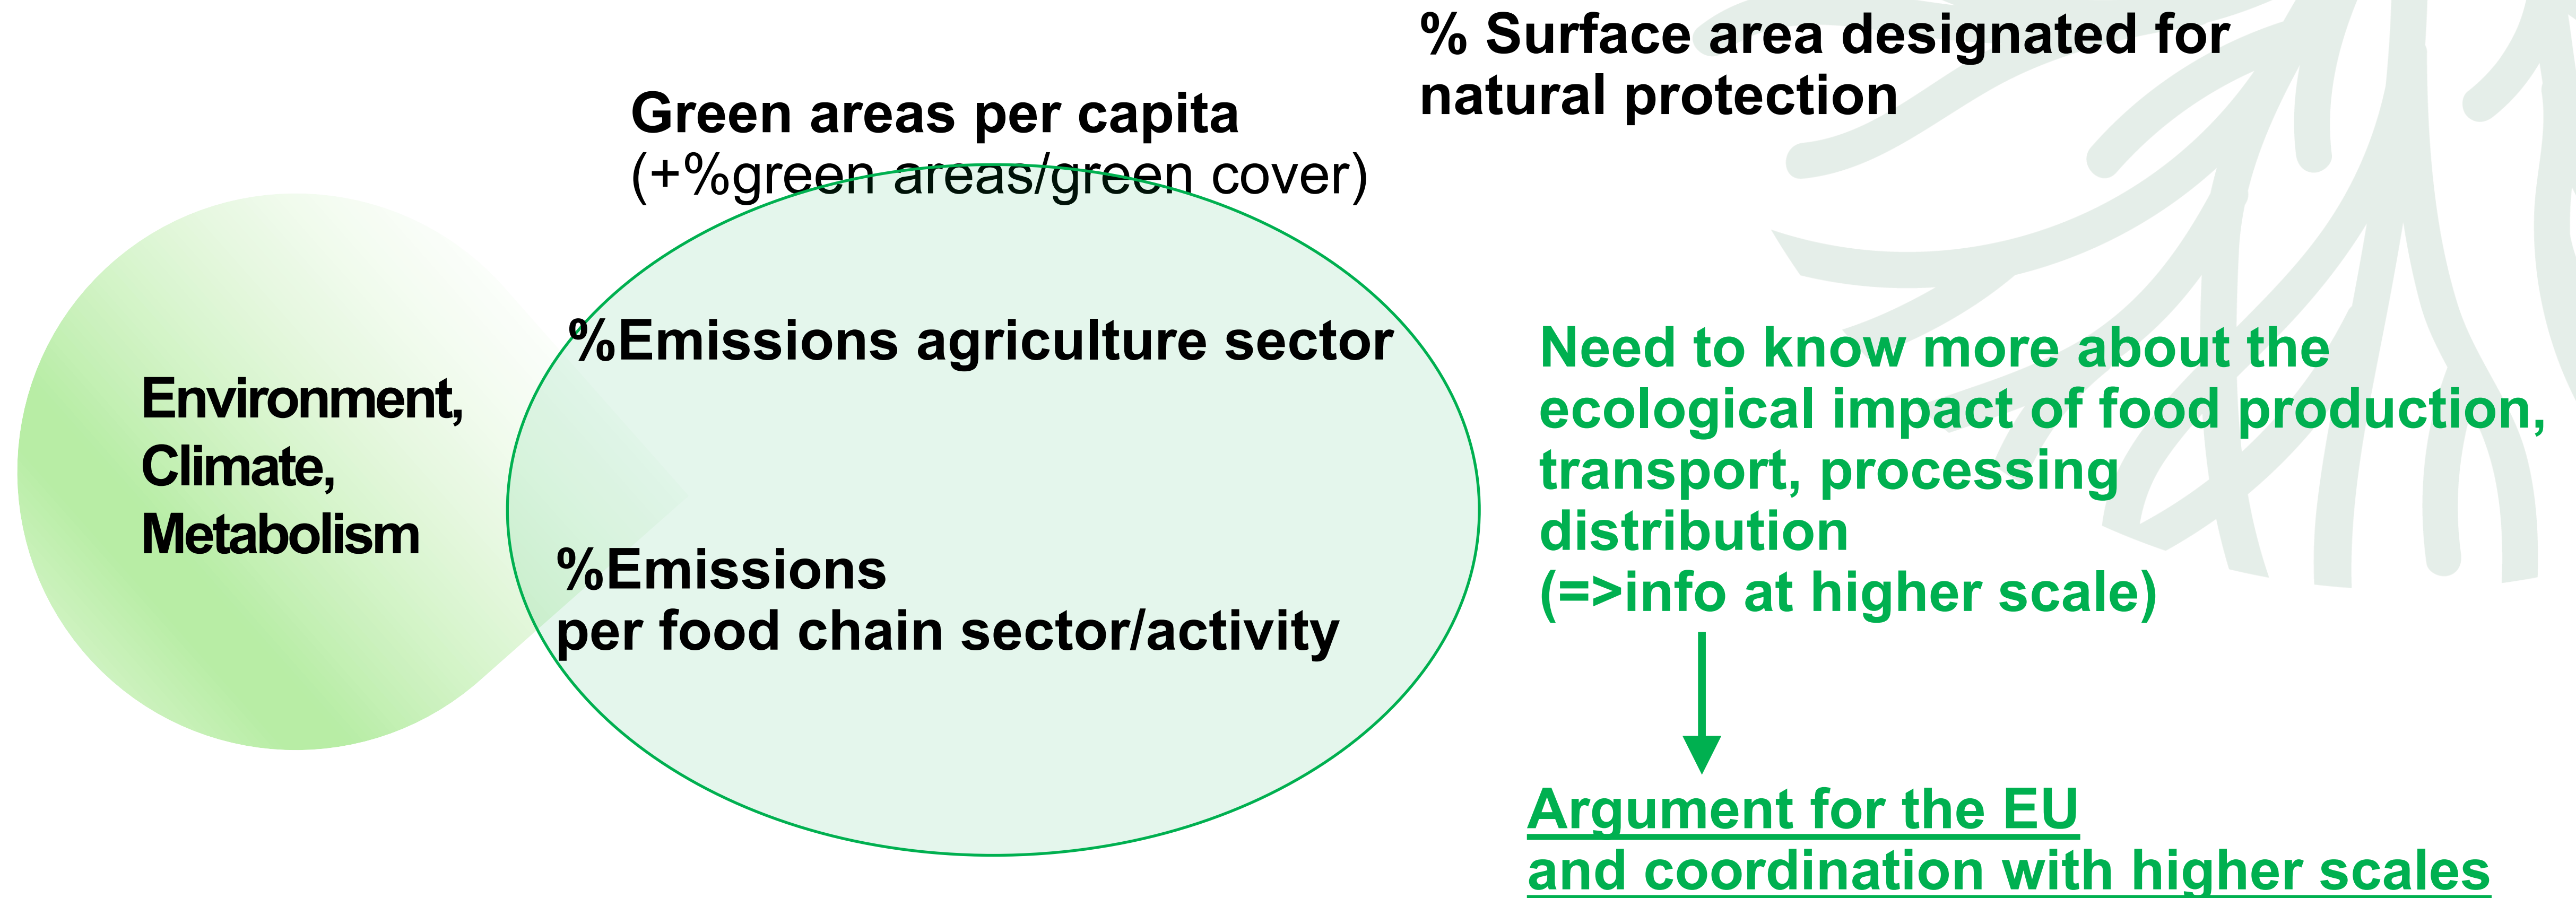 % Surface area designated for
natural protection
Green areas per capita
(+%green areas/green cover)
%Emissions agriculture sector
Environment,
Climate,
Metabolism
%Emissions
per food chain sector/activity
Need to know more about the
ecological impact of food production,
transport, processing
distribution
(=>info at higher scale)
Argument for the EU
and coordination with higher scales